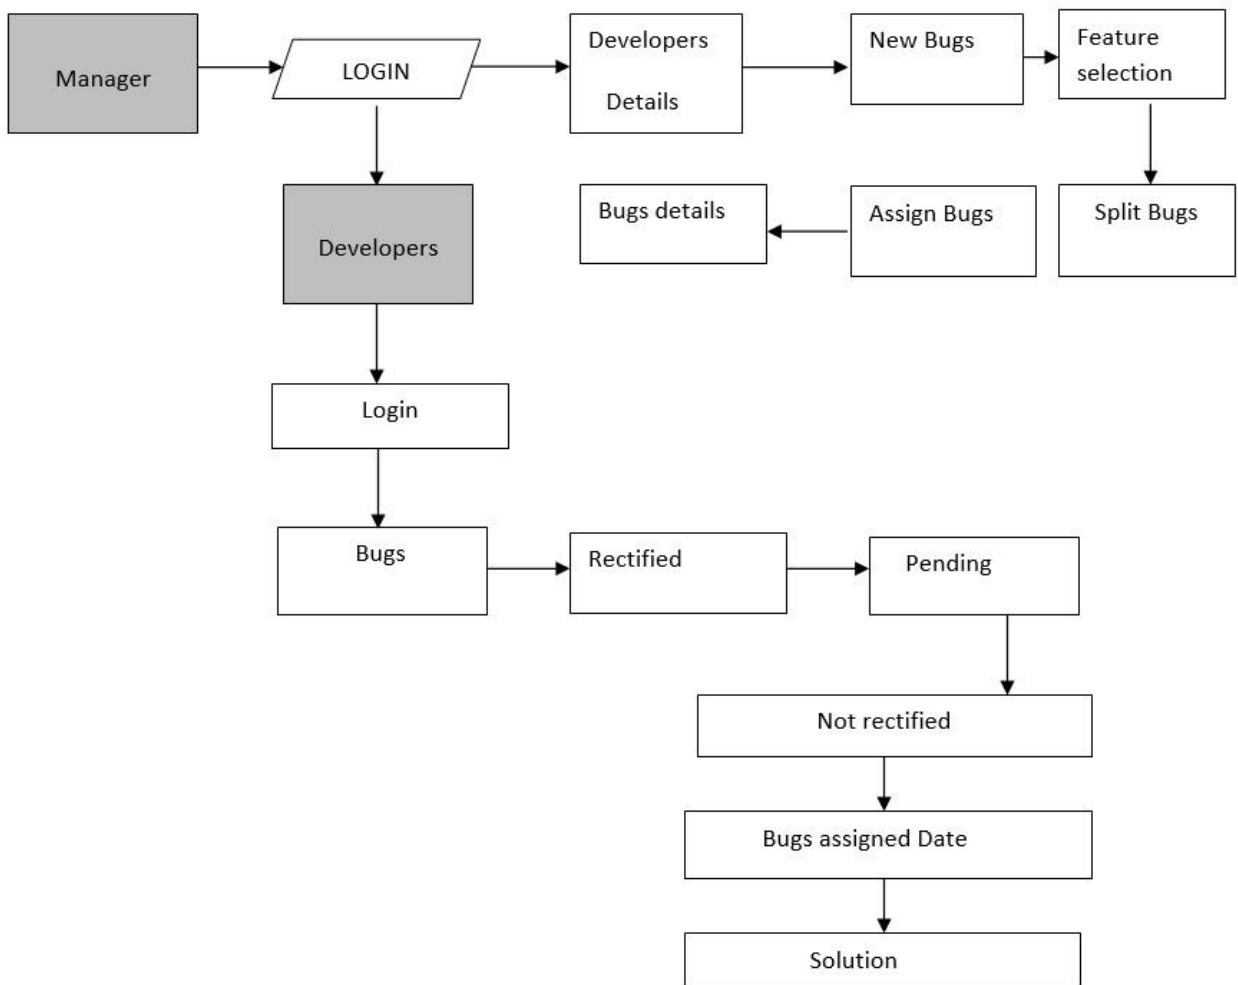 Manager
LOGIN
Developers
Details
New Bugs
Feature
selection
Developers
Bugs details
Assign Bugs
Split Bugs
Login
Bugs
Rectified
Pending
Not rectified
Bugs assigned Date
Solution